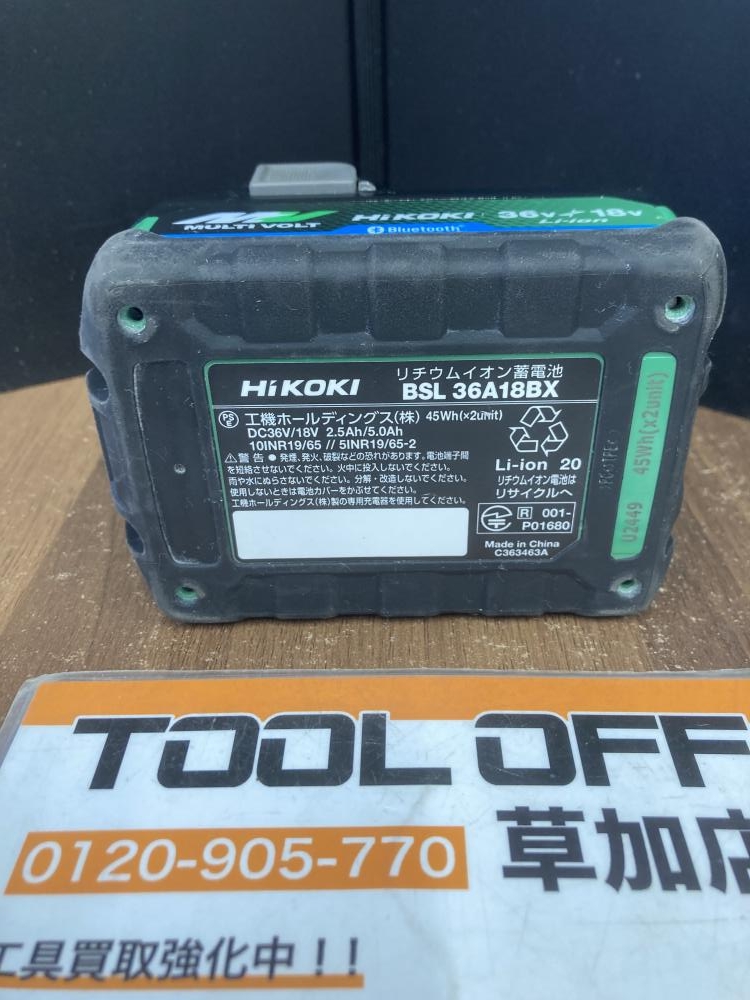 MULTI VOLT HiKOKI 36v+18v
Li-ion
Bluetooth
HiKOKI
リチウムイオン蓄電池
BSL 36A18BX
PS E 工機ホールディングス(株) 45Wh(×2unit)
DC36V/18V 2.5Ah/5.0Ah
10INR19/65 // 5INR19/65-2
⚠警告 ●発煙、発火、破裂などの恐れがあります。電池端子間
を短絡させないでください。火中に投入しないでください。
雨や水にぬらさないでください。分解・改造しないでください。
使用しないときは電池カバーをかぶせてください。
工機ホールディングス(株)製の専用充電器を使用してください。
Li-ion 20
リチウムイオン電池は
リサイクルへ
R 001-
P01680
Made in China
C363463A
U2449 45Wh(x2unit)
TOOL OFF
0120-905-770 草加店
工具買取強化中!!